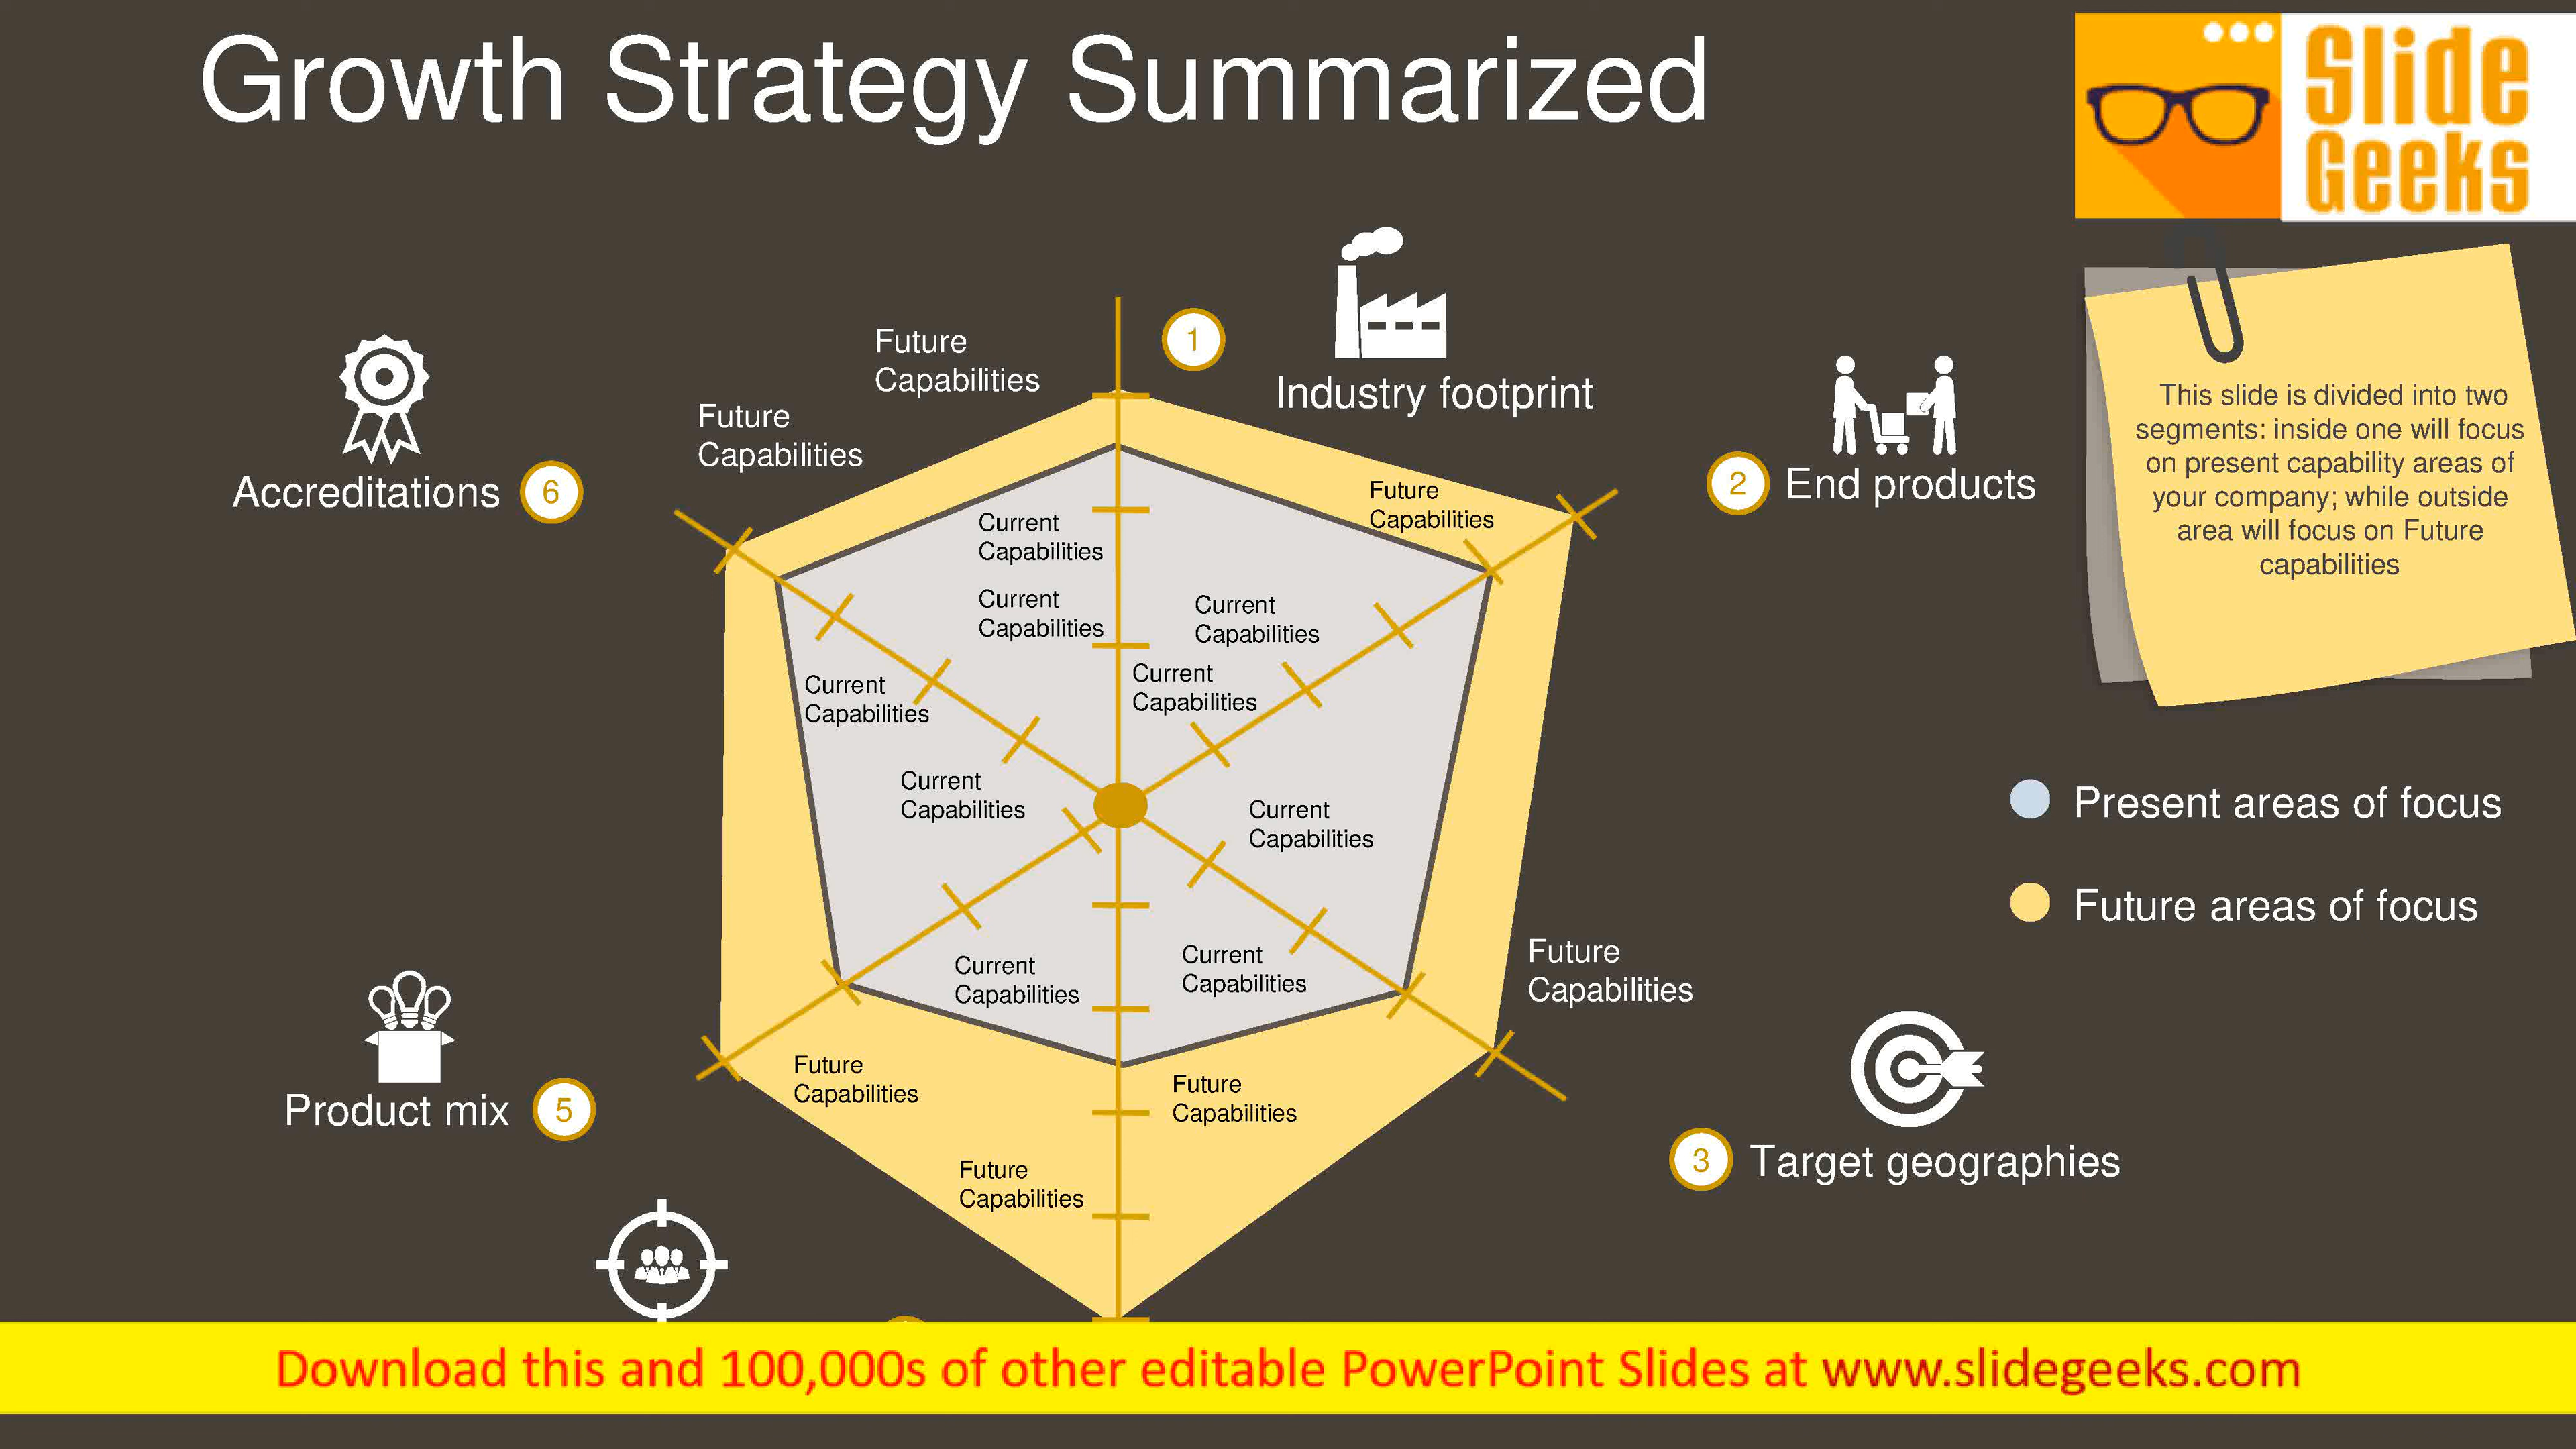 Growth Strategy Summarized
Slide
Geeks
Future
Capabilities
1
Industry footprint
Future
Capabilities
Accreditations
6
2
End products
Future
Capabilities
This slide is divided into two
segments: inside one will focus
on present capability areas of
your company; while outside
area will focus on Future
capabilities
Current
Capabilities
Current
Capabilities
Current
Capabilities
Current
Capabilities
Current
Capabilities
Current
Capabilities
Current
Capabilities
Present areas of focus
Future areas of focus
Current
Capabilities
Current
Capabilities
Future
Capabilities
Future
Capabilities
Future
Capabilities
Product mix
5
3
Target geographies
Future
Capabilities
Download this and 100,000s of other editable PowerPoint Slides at www.slidegeeks.com